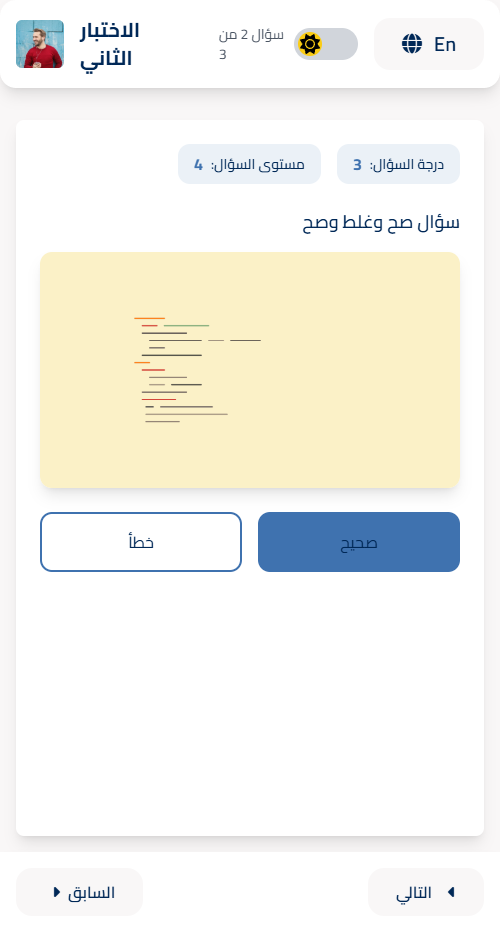 الاختبار
الثاني
سؤال 2 من
3
En
درجة السؤال: 3
مستوى السؤال: 4
سؤال صح وغلط وصح
صحيح
خطأ
التالي
السابق